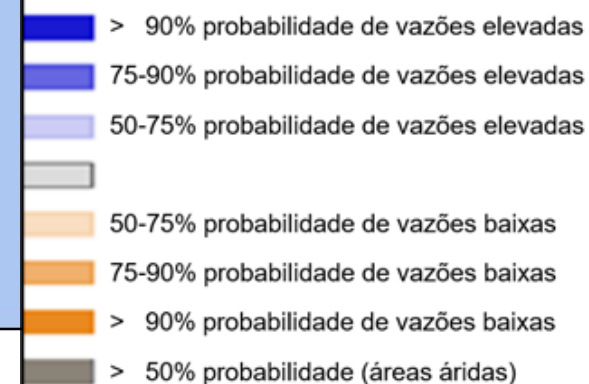 > 90% probabilidade de vazões elevadas
75-90% probabilidade de vazões elevadas
50-75% probabilidade de vazões elevadas
50-75% probabilidade de vazões baixas
75-90% probabilidade de vazões baixas
> 90% probabilidade de vazões baixas
> 50% probabilidade (áreas áridas)